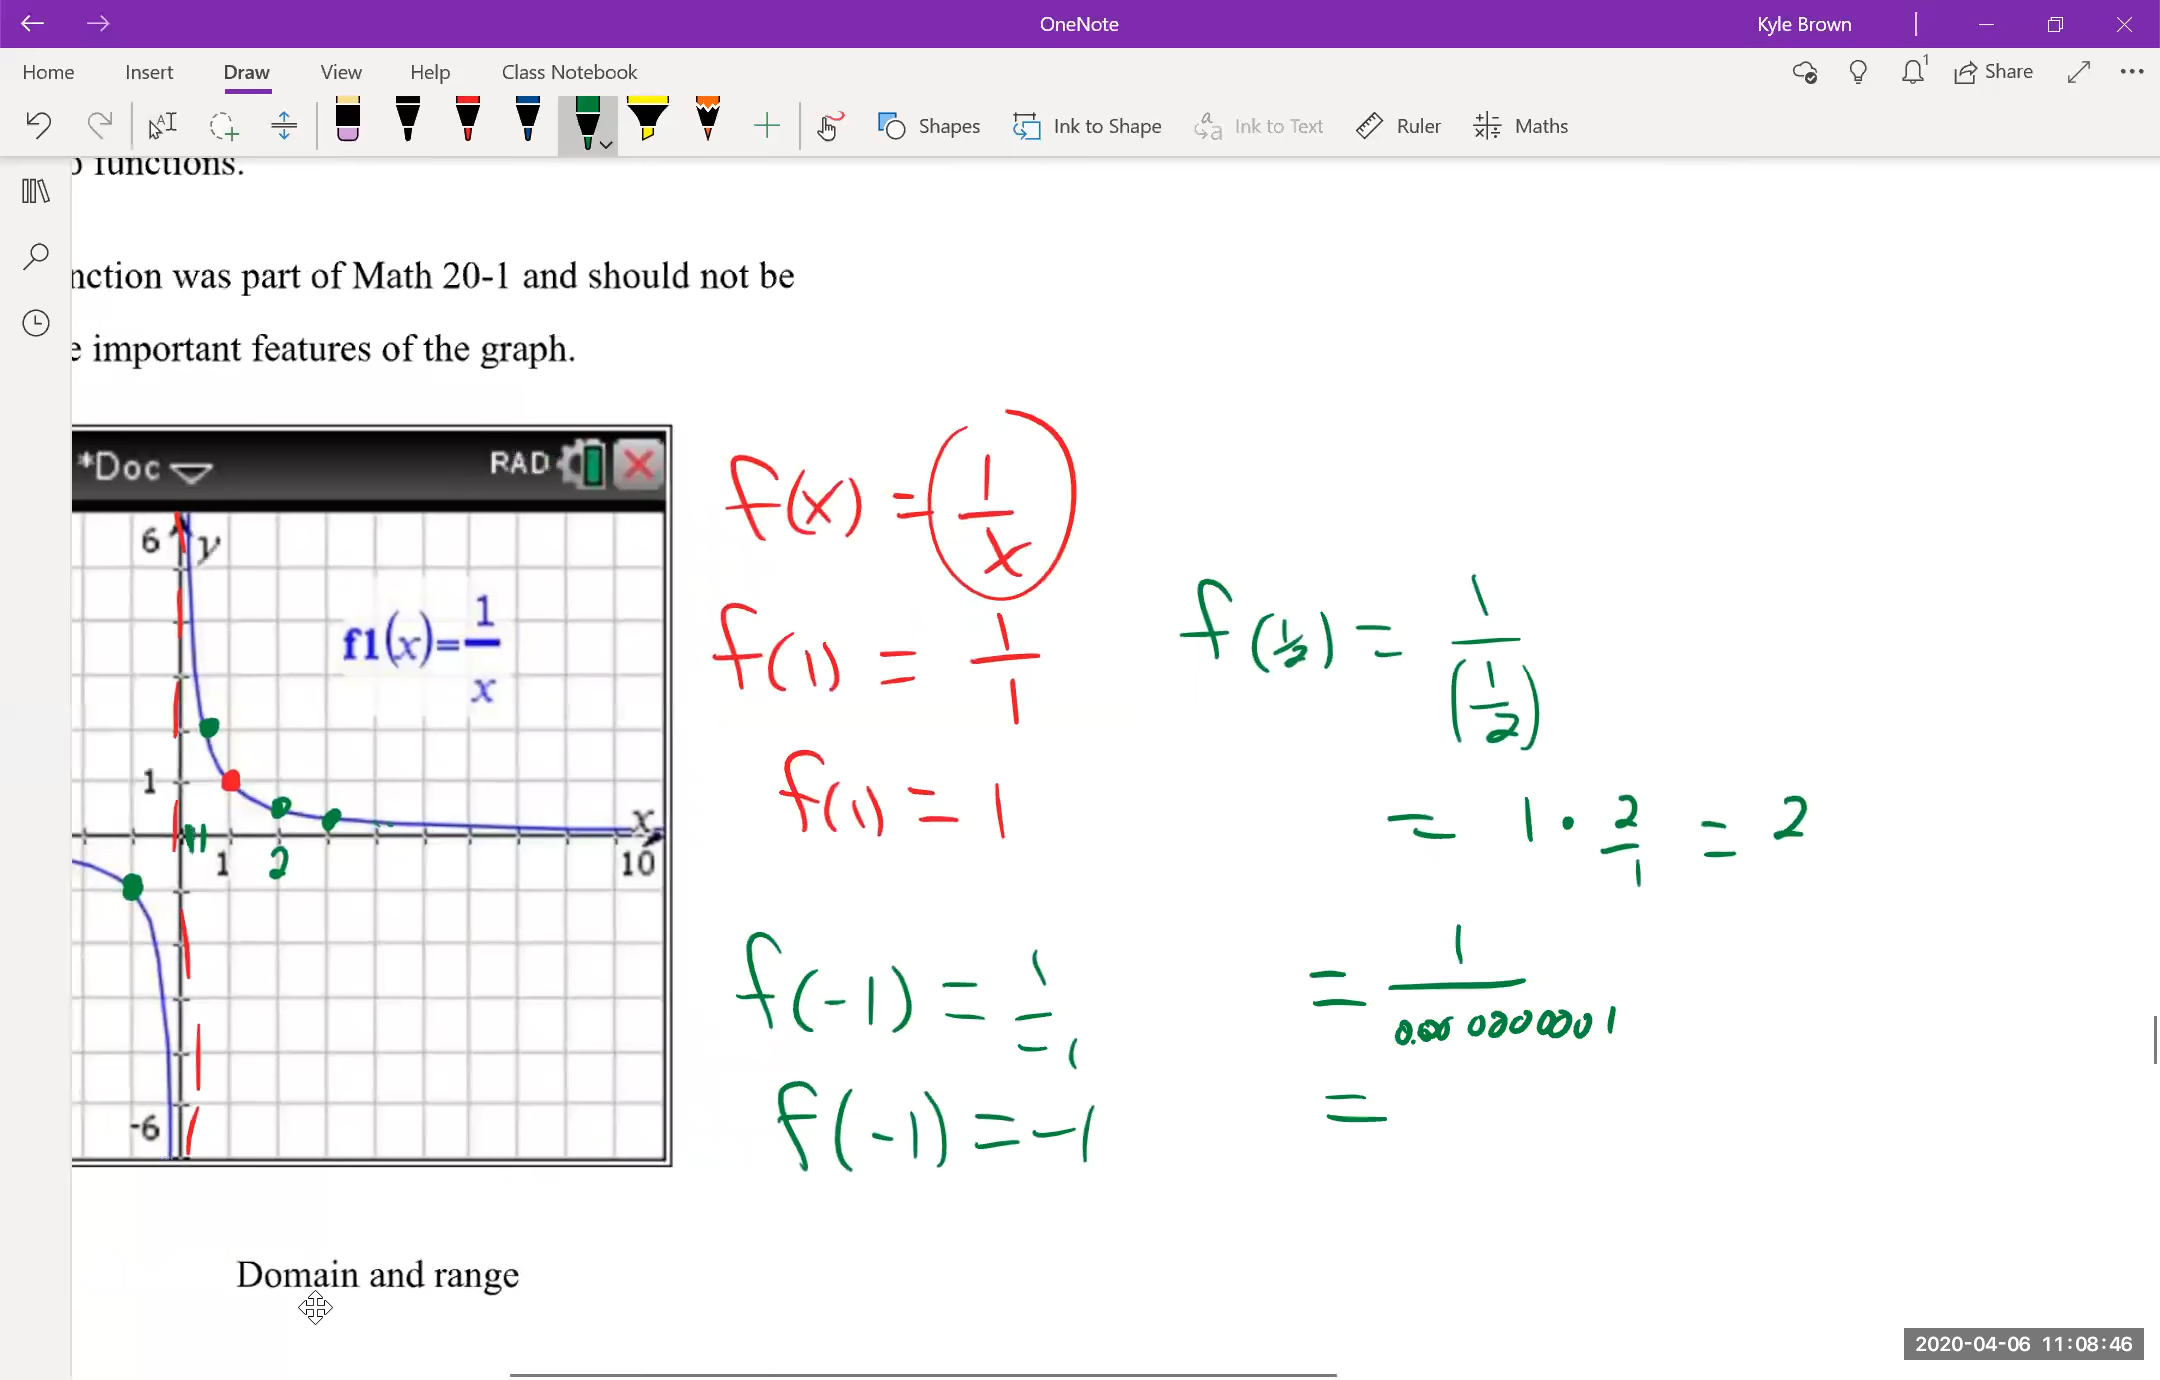 OneNote
Kyle Brown
Home Insert Draw View Help Class Notebook
1
Share
Shapes Ink to Shape Ink to Text Ruler Maths
functions.
nction was part of Math 20-1 and should not be
e important features of the graph.
*Doc RAD
6 y
f1(x)=1/x
1
x
1 2 10
-6
f(x) = 1/x
f(1) = 1/1
f(1) = 1
f(-1) = 1/-1
f(-1) = -1
f(1/2) = 1/(1/2)
= 1 · 2/1 = 2
= 1/0.0000000001
=
Domain and range
2020-04-06 11:08:46